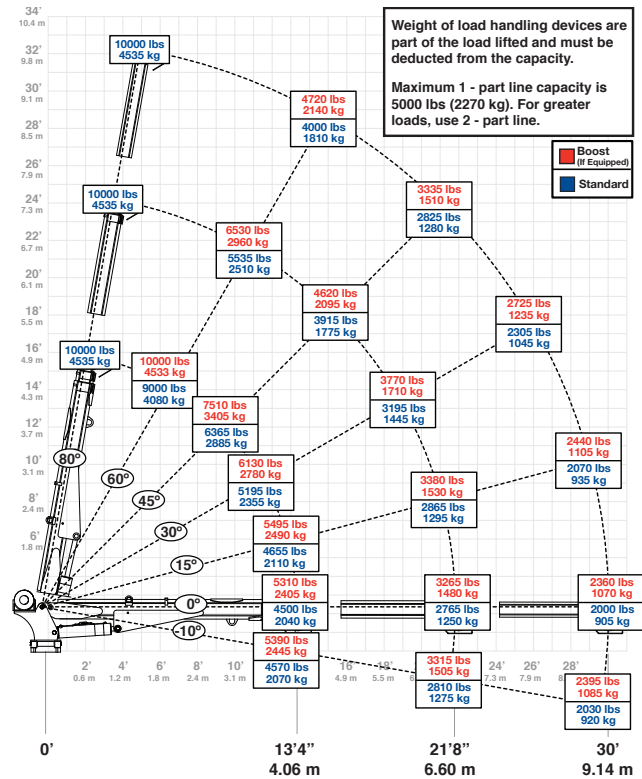 34'
10.4 m
32'
9.8 m
30'
9.1 m
28'
8.5 m
26'
7.9 m
24'
7.3 m
22'
6.7 m
20'
6.1 m
18'
5.5 m
16'
4.9 m
14'
4.3 m
12'
3.7 m
10'
3.1 m
8'
2.4 m
6'
1.8 m
Weight of load handling devices are
part of the load lifted and must be
deducted from the capacity.
Maximum 1 - part line capacity is
5000 lbs (2270 kg). For greater
loads, use 2 - part line.
Boost
(If Equipped)
Standard
10000 lbs
4535 kg
4720 lbs
2140 kg
4000 lbs
1810 kg
3335 lbs
1510 kg
2825 lbs
1280 kg
2725 lbs
1235 kg
2305 lbs
1045 kg
2440 lbs
1105 kg
2070 lbs
935 kg
10000 lbs
4535 kg
6530 lbs
2960 kg
5535 lbs
2510 kg
4620 lbs
2095 kg
3915 lbs
1775 kg
3770 lbs
1710 kg
3195 lbs
1445 kg
3380 lbs
1530 kg
2865 lbs
1295 kg
10000 lbs
4535 kg
10000 lbs
4533 kg
9000 lbs
4080 kg
7510 lbs
3405 kg
6365 lbs
2885 kg
6130 lbs
2780 kg
5195 lbs
2355 kg
5495 lbs
2490 kg
4655 lbs
2110 kg
80º
60º
45º
30º
15º
0º
-10º
5310 lbs
2405 kg
4500 lbs
2040 kg
3265 lbs
1480 kg
2765 lbs
1250 kg
2360 lbs
1070 kg
2000 lbs
905 kg
5390 lbs
2445 kg
4570 lbs
2070 kg
3315 lbs
1505 kg
2810 lbs
1275 kg
2395 lbs
1085 kg
2030 lbs
920 kg
2' 4' 6' 8' 10' 16' 18' 24' 26' 28'
0.6 m 1.2 m 1.8 m 2.4 m 3.1 m 4.9 m 5.5 m 7.3 m 7.9 m
0' 13'4” 21'8” 30'
4.06 m 6.60 m 9.14 m